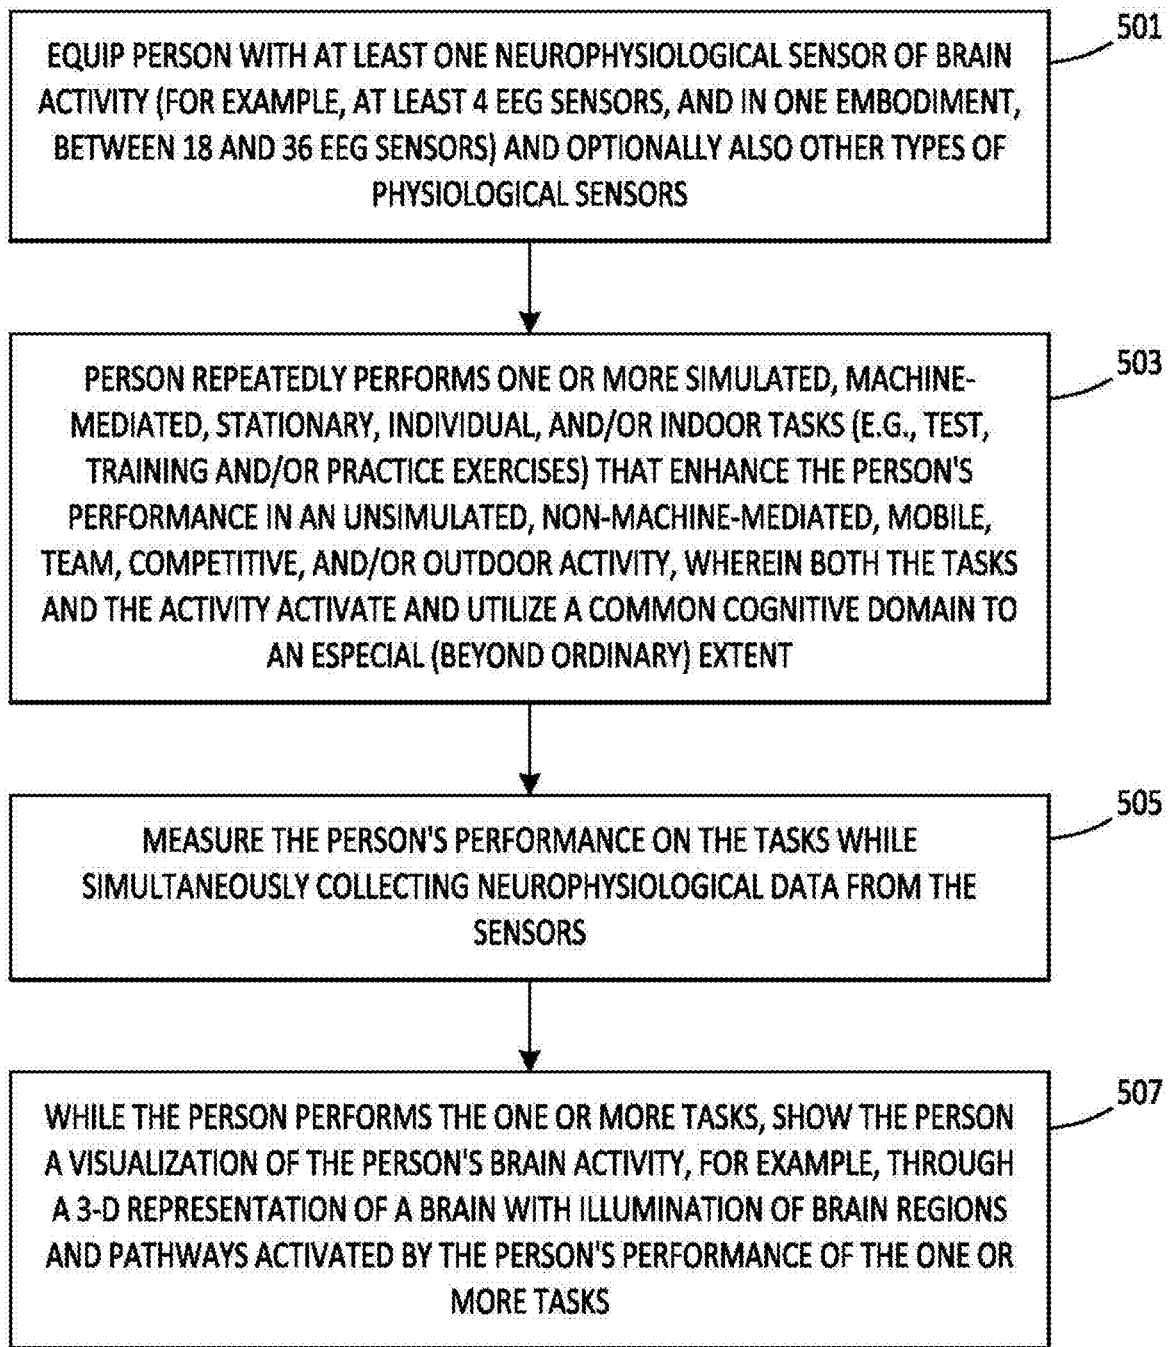 501
EQUIP PERSON WITH AT LEAST ONE NEUROPHYSIOLOGICAL SENSOR OF BRAIN
ACTIVITY (FOR EXAMPLE, AT LEAST 4 EEG SENSORS, AND IN ONE EMBODIMENT,
BETWEEN 18 AND 36 EEG SENSORS) AND OPTIONALLY ALSO OTHER TYPES OF
PHYSIOLOGICAL SENSORS
503
PERSON REPEATEDLY PERFORMS ONE OR MORE SIMULATED, MACHINE-
MEDIATED, STATIONARY, INDIVIDUAL, AND/OR INDOOR TASKS (E.G., TEST,
TRAINING AND/OR PRACTICE EXERCISES) THAT ENHANCE THE PERSON'S
PERFORMANCE IN AN UNSIMULATED, NON-MACHINE-MEDIATED, MOBILE,
TEAM, COMPETITIVE, AND/OR OUTDOOR ACTIVITY, WHEREIN BOTH THE TASKS
AND THE ACTIVITY ACTIVATE AND UTILIZE A COMMON COGNITIVE DOMAIN TO
AN ESPECIAL (BEYOND ORDINARY) EXTENT
505
MEASURE THE PERSON'S PERFORMANCE ON THE TASKS WHILE
SIMULTANEOUSLY COLLECTING NEUROPHYSIOLOGICAL DATA FROM THE
SENSORS
507
WHILE THE PERSON PERFORMS THE ONE OR MORE TASKS, SHOW THE PERSON
A VISUALIZATION OF THE PERSON'S BRAIN ACTIVITY, FOR EXAMPLE, THROUGH
A 3-D REPRESENTATION OF A BRAIN WITH ILLUMINATION OF BRAIN REGIONS
AND PATHWAYS ACTIVATED BY THE PERSON'S PERFORMANCE OF THE ONE OR
MORE TASKS